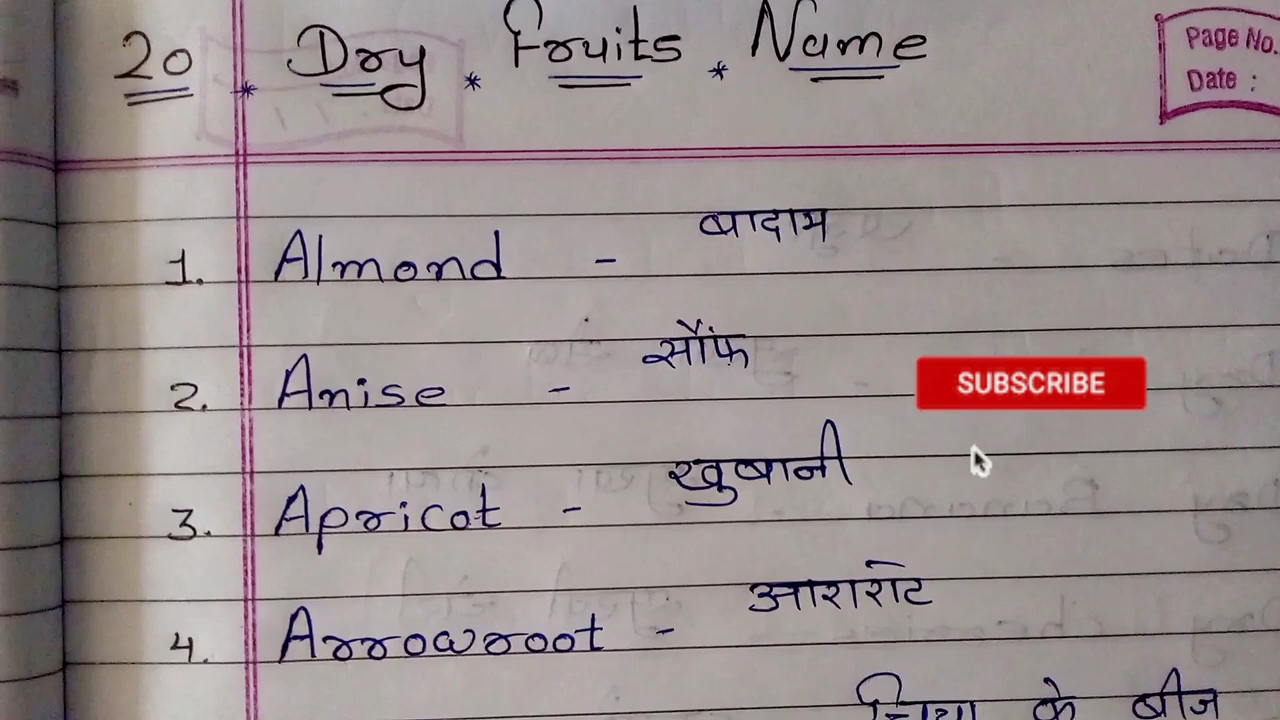 20 * Dry * Fruits * Name
Page No.
Date :
1. Almond - बादाम
2. Anise - सौंफ
SUBSCRIBE
3. Apricot - खुबानी
4. Arrowroot - आरारोट
के बीज